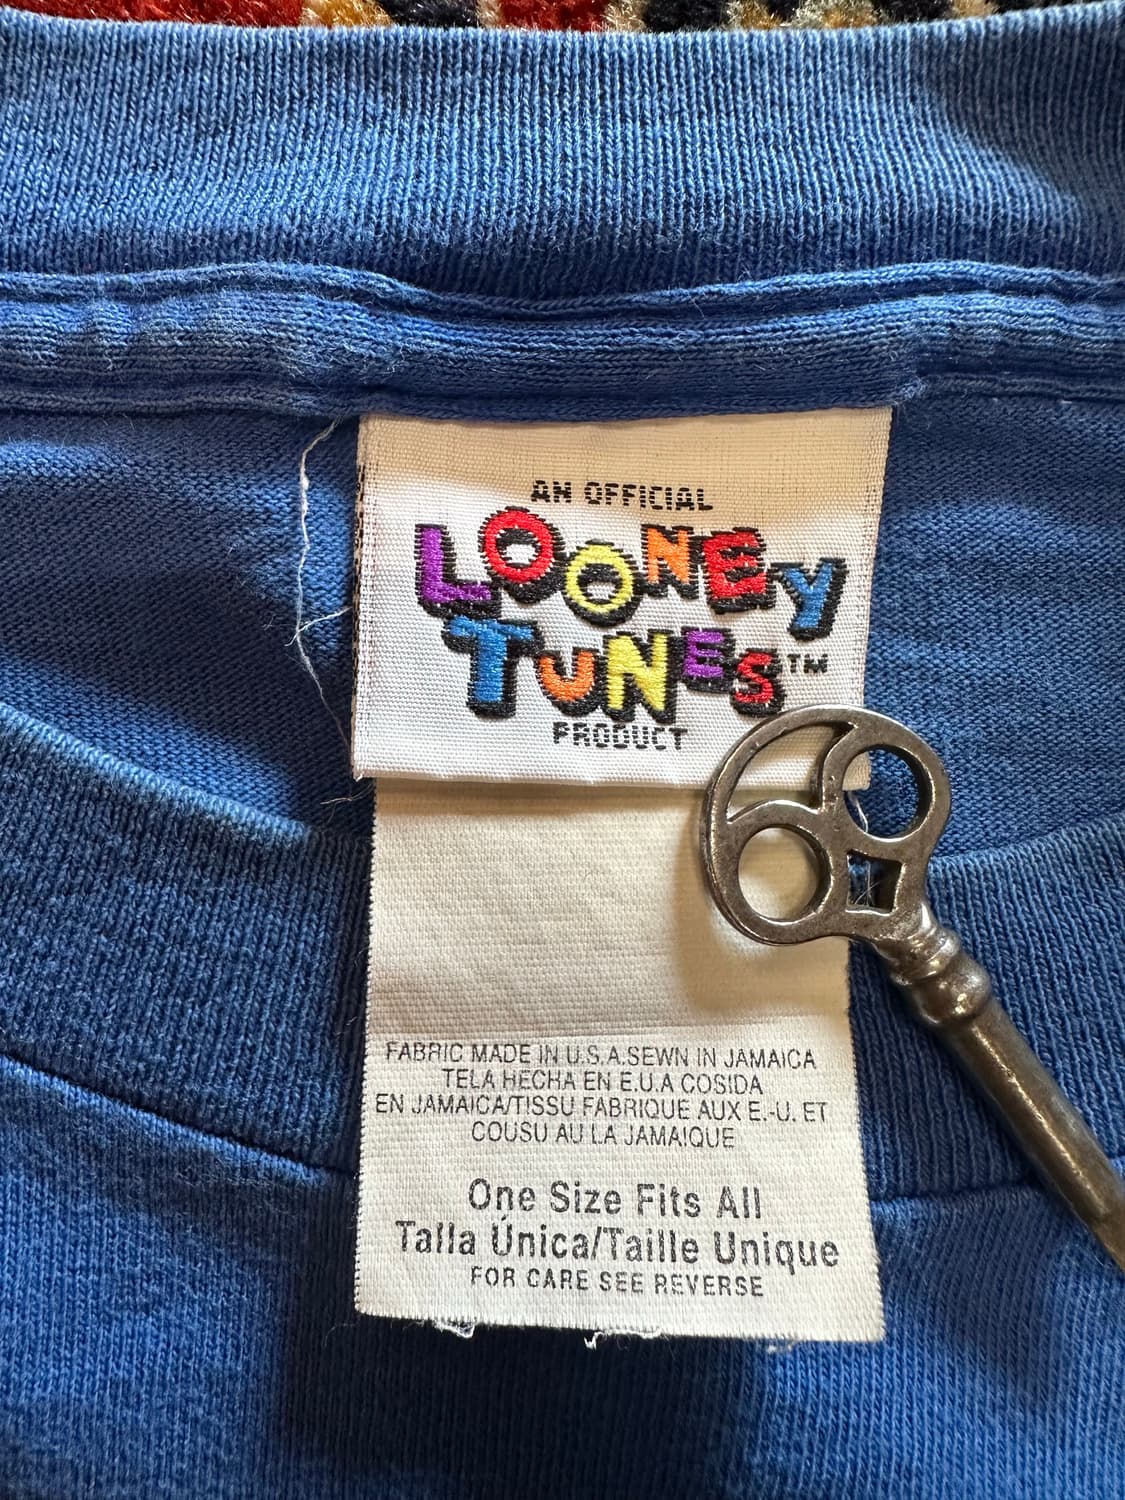 AN OFFICIAL
LOONEY
TUNES™
PRODUCT
FABRIC MADE IN U.S.A.SEWN IN JAMAICA
TELA HECHA EN E.U.A COSIDA
EN JAMAICA/TISSU FABRIQUE AUX E.-U. ET
COUSU AU LA JAMAIQUE
One Size Fits All
Talla Única/Taille Unique
FOR CARE SEE REVERSE